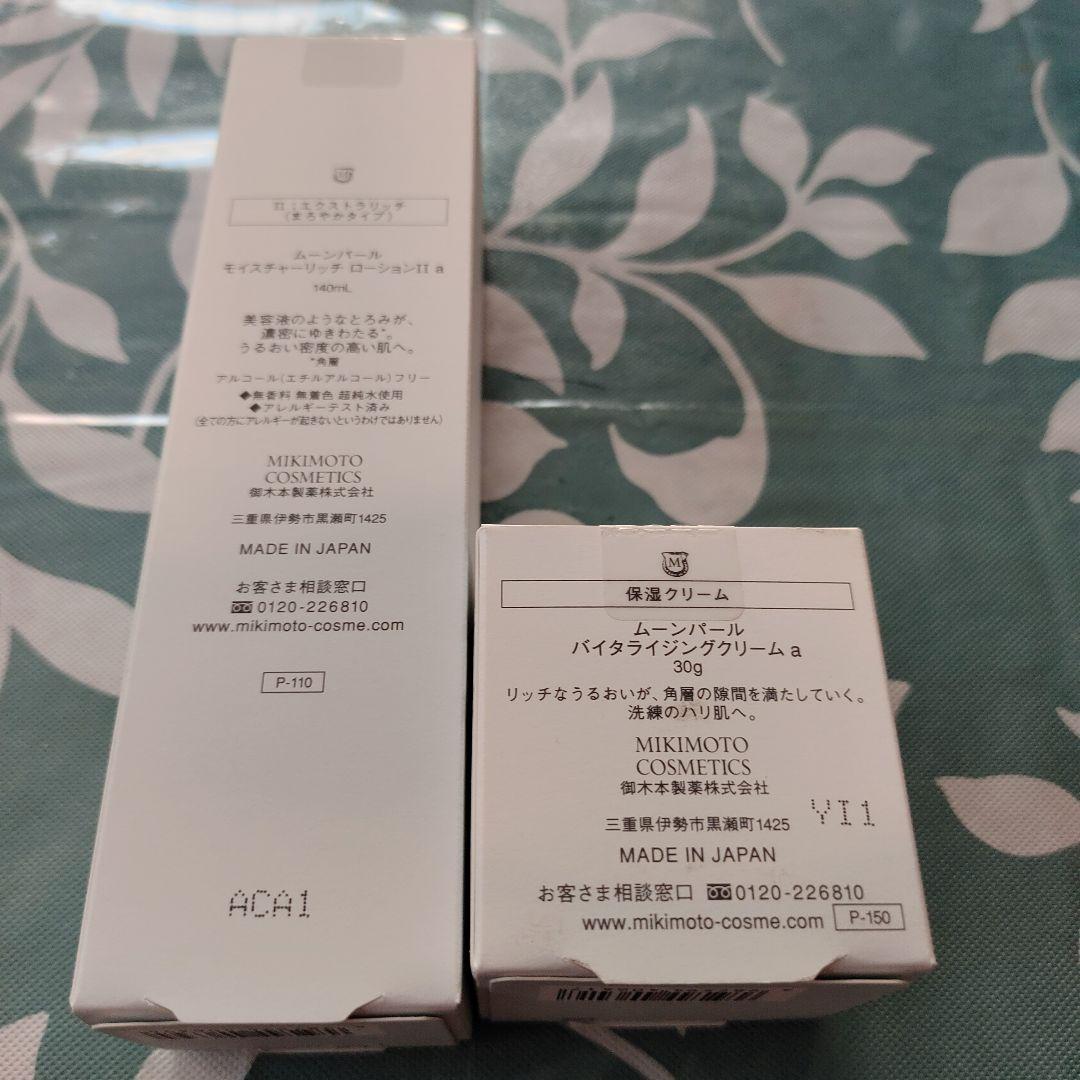 M
II:エクストラリッチ
(まろやかタイプ)
ムーンパール
モイスチャーリッチ ローションII a
140mL
美容液のようなとろみが、
濃密にゆきわたる*。
うるおい密度の高い肌へ。
*角層
アルコール(エチルアルコール)フリー
◆無香料 無着色 超純水使用
◆アレルギーテスト済み
(全ての方にアレルギーが起きないというわけではありません)
MIKIMOTO
COSMETICS
御木本製薬株式会社
三重県伊勢市黒瀬町1425
MADE IN JAPAN
お客さま相談窓口
0120-226810
www.mikimoto-cosme.com
P-110
ACA1
M
保湿クリーム
ムーンパール
バイタライジングクリーム a
30g
リッチなうるおいが、角層の隙間を満たしていく。
洗練のハリ肌へ。
MIKIMOTO
COSMETICS
御木本製薬株式会社
三重県伊勢市黒瀬町1425
YI1
MADE IN JAPAN
お客さま相談窓口 0120-226810
www.mikimoto-cosme.com P-150